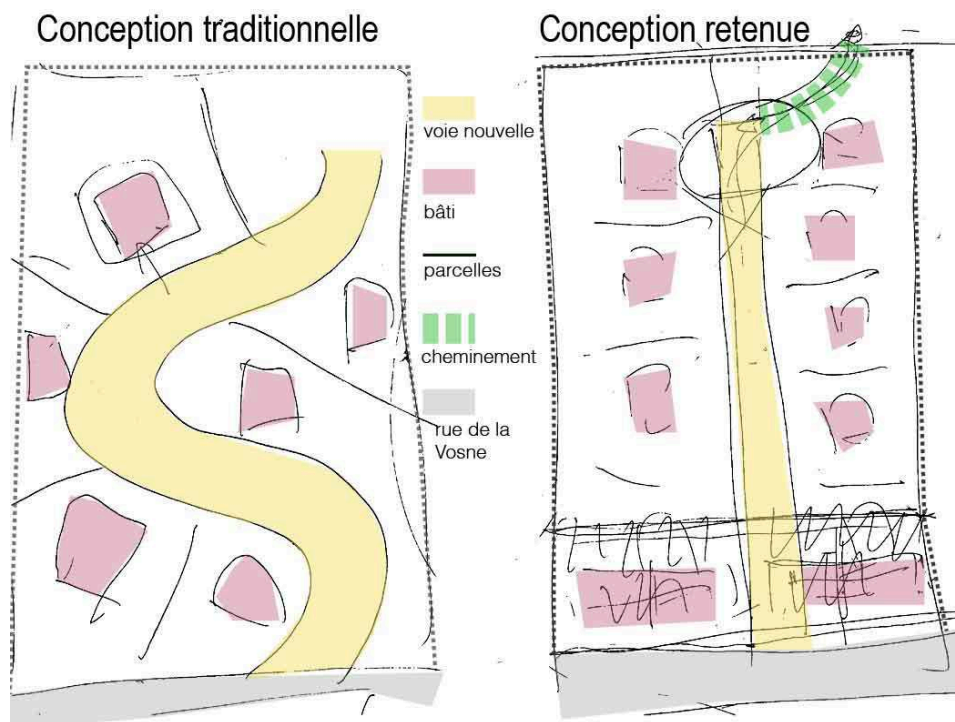 Conception traditionnelle
Conception retenue
voie nouvelle
bâti
parcelles
cheminement
rue de la
Vosne